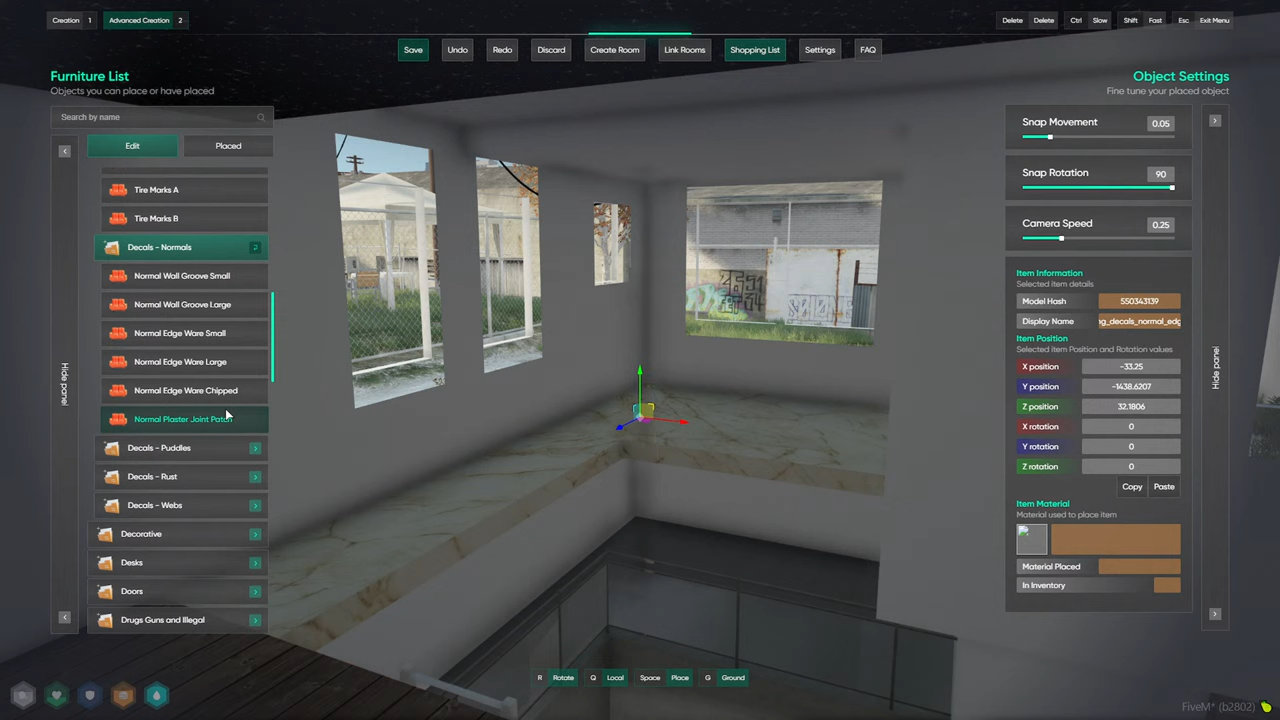 Creation 1 Advanced Creation 2
Delete Delete Ctrl Slow Shift Fast Esc Exit Menu
Save Undo Redo Discard Create Room Link Rooms Shopping List Settings FAQ
Furniture List
Objects you can place or have placed
Search by name
Edit Placed
Tire Marks A
Tire Marks B
Decals - Normals
Normal Wall Groove Small
Normal Wall Groove Large
Normal Edge Ware Small
Normal Edge Ware Large
Normal Edge Ware Chipped
Normal Plaster Joint Patch
Decals - Puddles
Decals - Rust
Decals - Webs
Decorative
Desks
Doors
Drugs Guns and Illegal
Hide panel
Object Settings
Fine tune your placed object
Snap Movement 0.05
Snap Rotation 90
Camera Speed 0.25
Item Information
Selected item details
Model Hash 550343139
Display Name ng_decals_normal_edg
Item Position
Selected item Position and Rotation values
X position -33.25
Y position -1438.6207
Z position 32.1806
X rotation 0
Y rotation 0
Z rotation 0
Copy Paste
Item Material
Material used to place item
Material Placed
In Inventory
Hide panel
R Rotate Q Local Space Place G Ground
FiveM* (b2802)